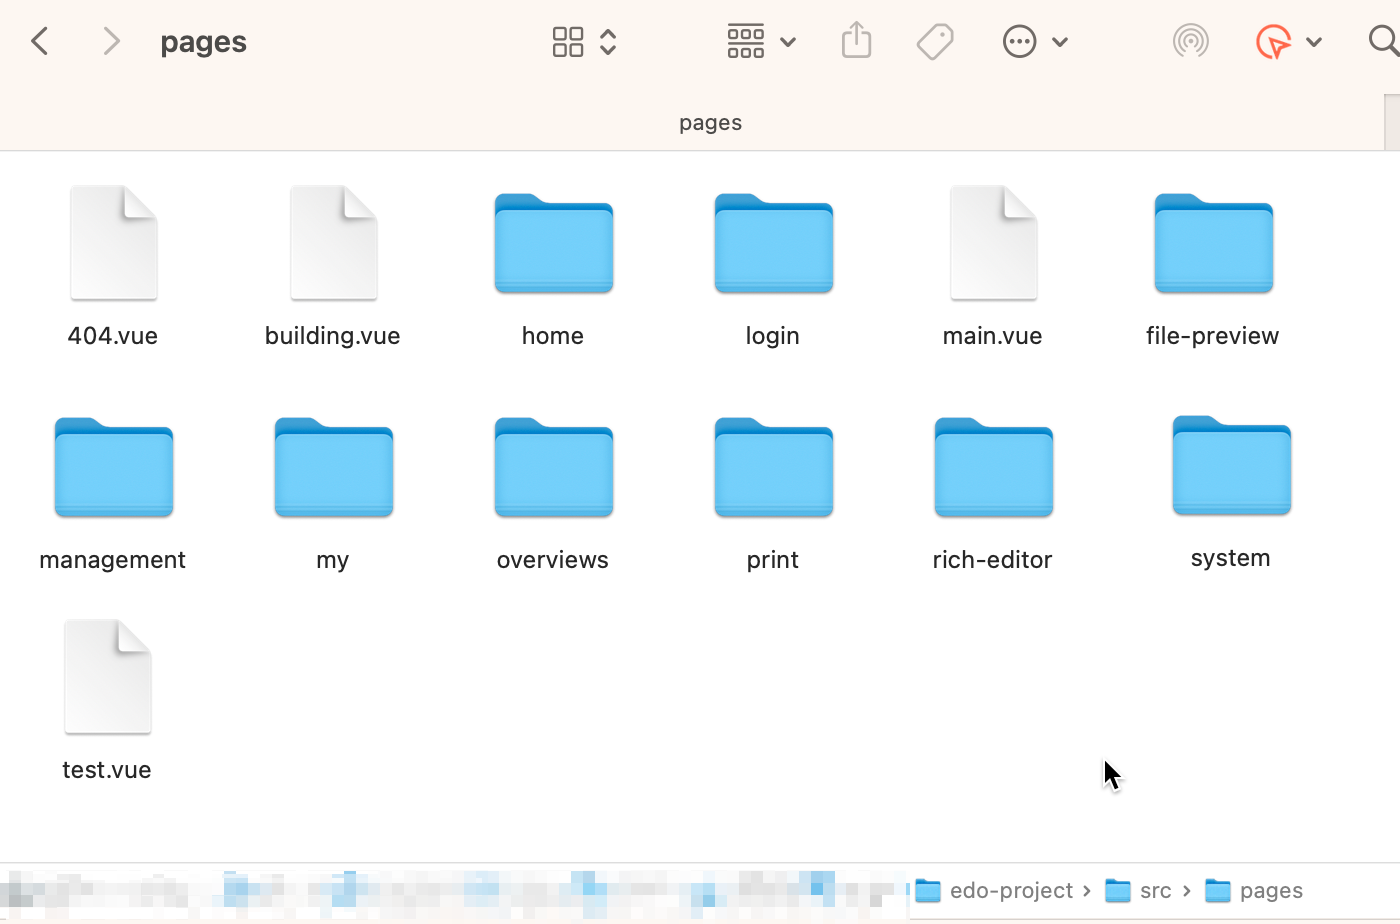 pages
pages
404.vue building.vue home login main.vue file-preview
management my overviews print rich-editor system
test.vue
edo-project src pages